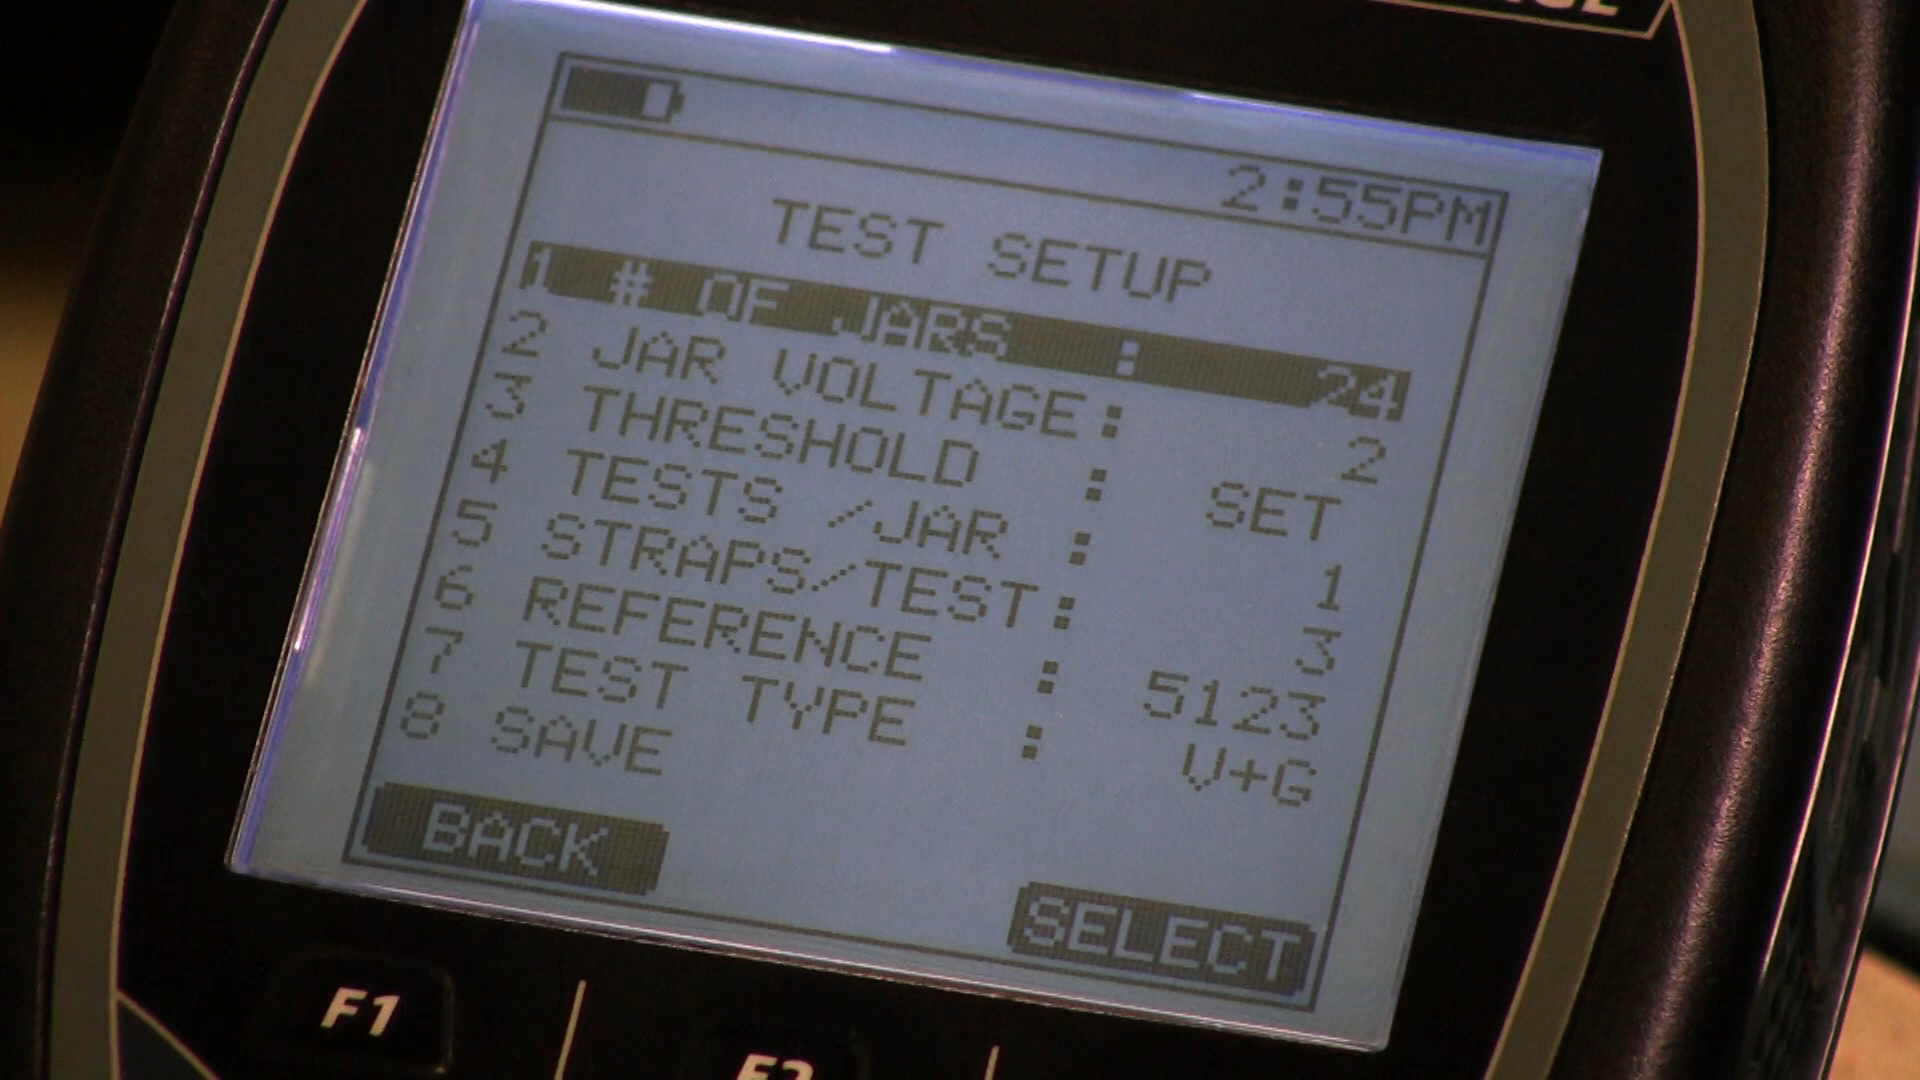 2:55PM
TEST SETUP
1 # OF JARS : 24
2 JAR VOLTAGE: 2
3 THRESHOLD : SET
4 TESTS /JAR : 1
5 STRAPS/TEST: 3
6 REFERENCE : 5123
7 TEST TYPE : V+G
8 SAVE
BACK
SELECT
F1
F2